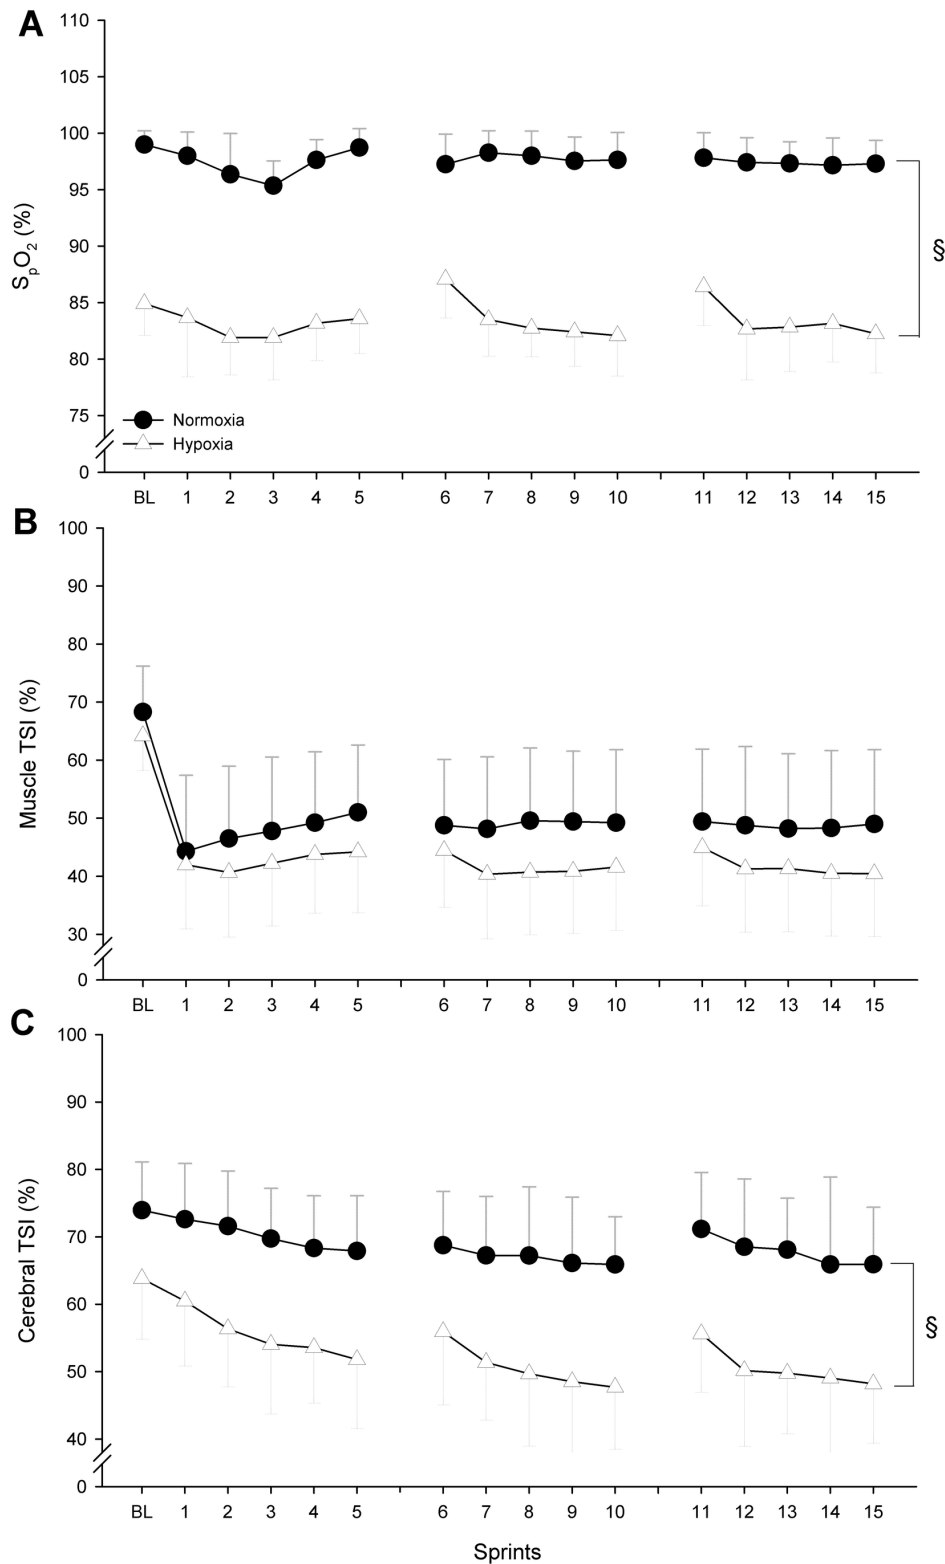 A
110
105
100
95
90
85
80
75
0
SpO2 (%)
§
Normoxia
Hypoxia
BL 1 2 3 4 5 6 7 8 9 10 11 12 13 14 15
B
100
90
80
70
60
50
40
30
0
Muscle TSI (%)
BL 1 2 3 4 5 6 7 8 9 10 11 12 13 14 15
C
100
90
80
70
60
50
40
0
Cerebral TSI (%)
§
BL 1 2 3 4 5 6 7 8 9 10 11 12 13 14 15
Sprints